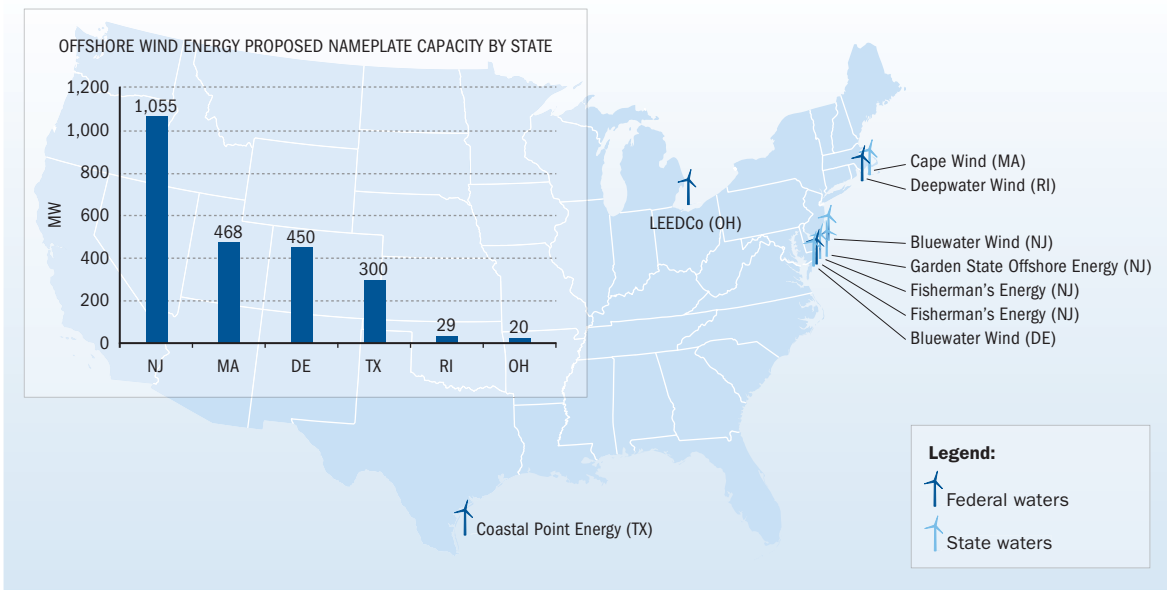 OFFSHORE WIND ENERGY PROPOSED NAMEPLATE CAPACITY BY STATE
MW
1,200
1,000
800
600
400
200
0
1,055
468
450
300
29
20
NJ MA DE TX RI OH
LEEDCo (OH)
Cape Wind (MA)
Deepwater Wind (RI)
Bluewater Wind (NJ)
Garden State Offshore Energy (NJ)
Fisherman’s Energy (NJ)
Fisherman’s Energy (NJ)
Bluewater Wind (DE)
Coastal Point Energy (TX)
Legend:
Federal waters
State waters